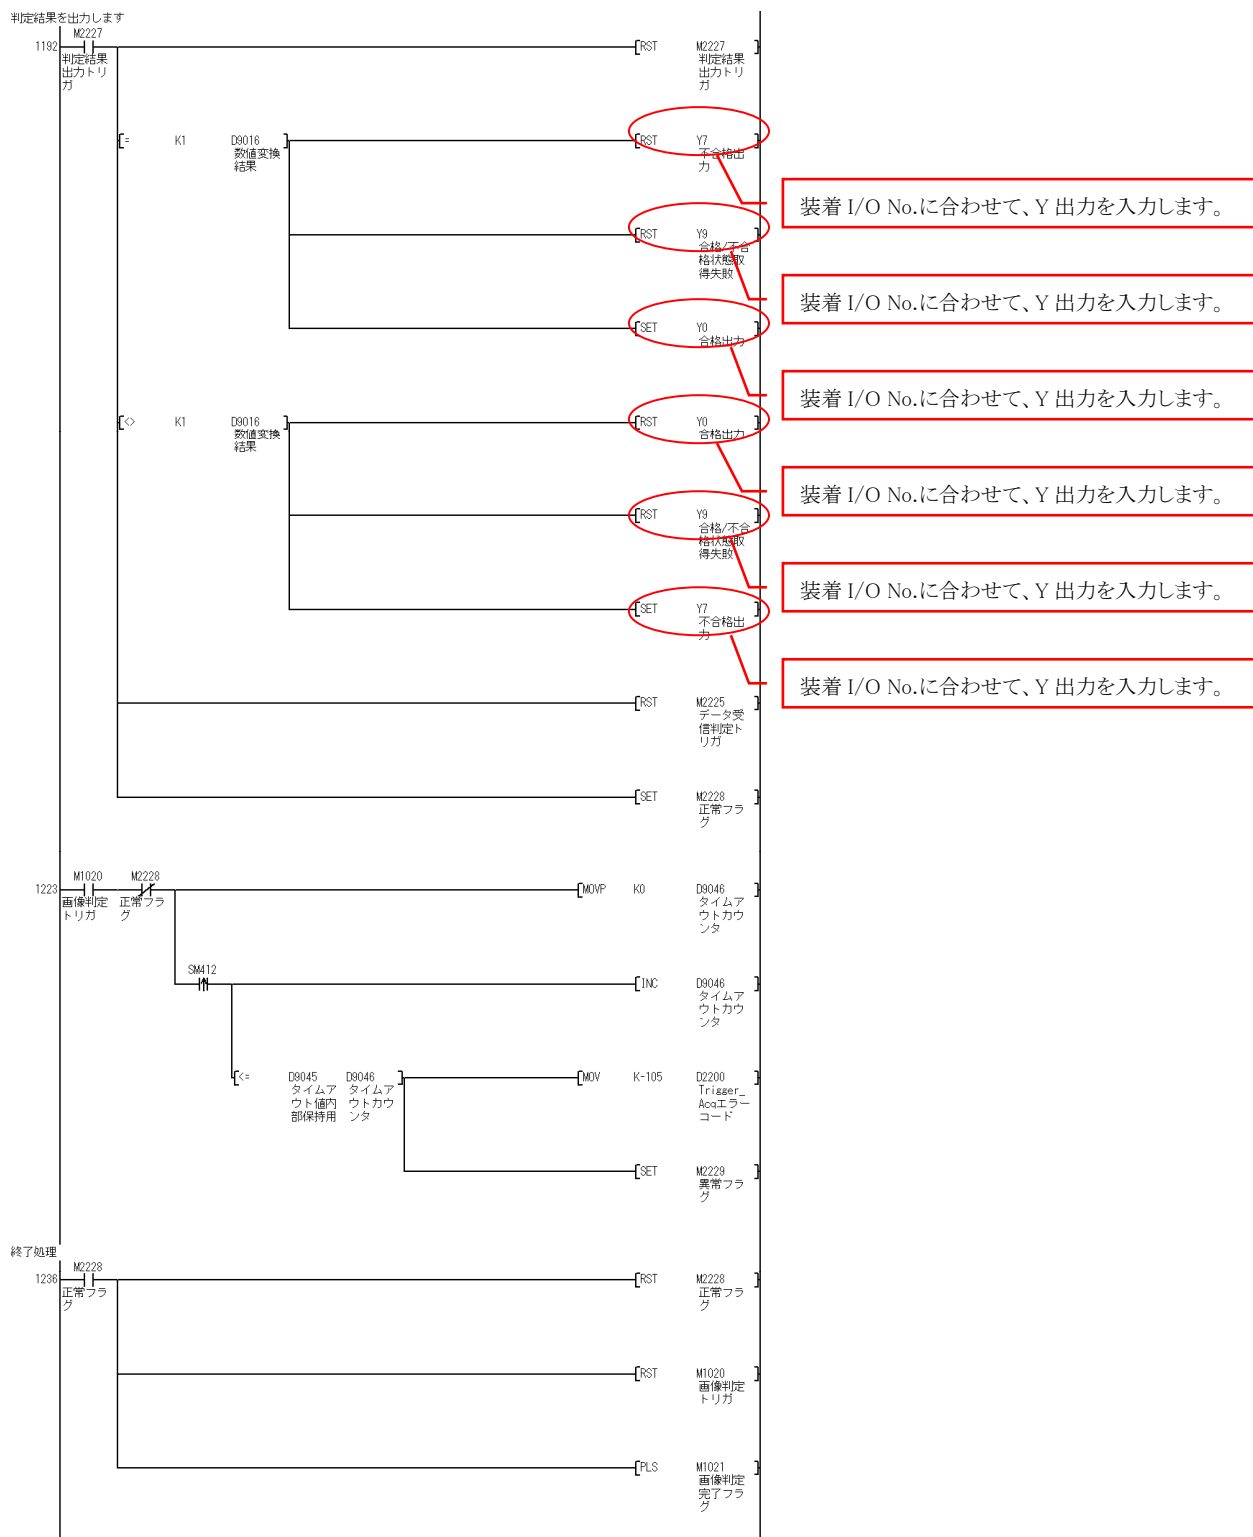 判定結果を出力します
M2227
1192
RST M2227
判定結果
出力トリ
ガ
判定結果
出力トリ
ガ
= K1 D9016
数値変換
結果
RST Y7
不合格出
力
装着 I/O No.に合わせて、Y 出力を入力します。
RST Y9
合格/不合
格状態取
得失敗
装着 I/O No.に合わせて、Y 出力を入力します。
SET Y0
合格出力
装着 I/O No.に合わせて、Y 出力を入力します。
<> K1 D9016
数値変換
結果
RST Y0
合格出力
装着 I/O No.に合わせて、Y 出力を入力します。
RST Y9
合格/不合
格状態取
得失敗
装着 I/O No.に合わせて、Y 出力を入力します。
SET Y7
不合格出
力
装着 I/O No.に合わせて、Y 出力を入力します。
RST M2225
データ受
信判定ト
リガ
SET M2228
正常フラ
グ
M1020 M2228
1223
画像判定
トリガ
正常フラ
グ
MOVP K0 D9046
タイムア
ウトカウ
ンタ
SM412
INC D9046
タイムア
ウトカウ
ンタ
<= D9045 D9046
タイムア
ウト値内
部保持用
タイムア
ウトカウ
ンタ
MOV K-105 D2200
Trigger_
Acqエラー
コード
SET M2229
異常フラ
グ
終了処理
M2228
1236
正常フラ
グ
RST M2228
正常フラ
グ
RST M1020
画像判定
トリガ
PLS M1021
画像判定
完了フラ
グ